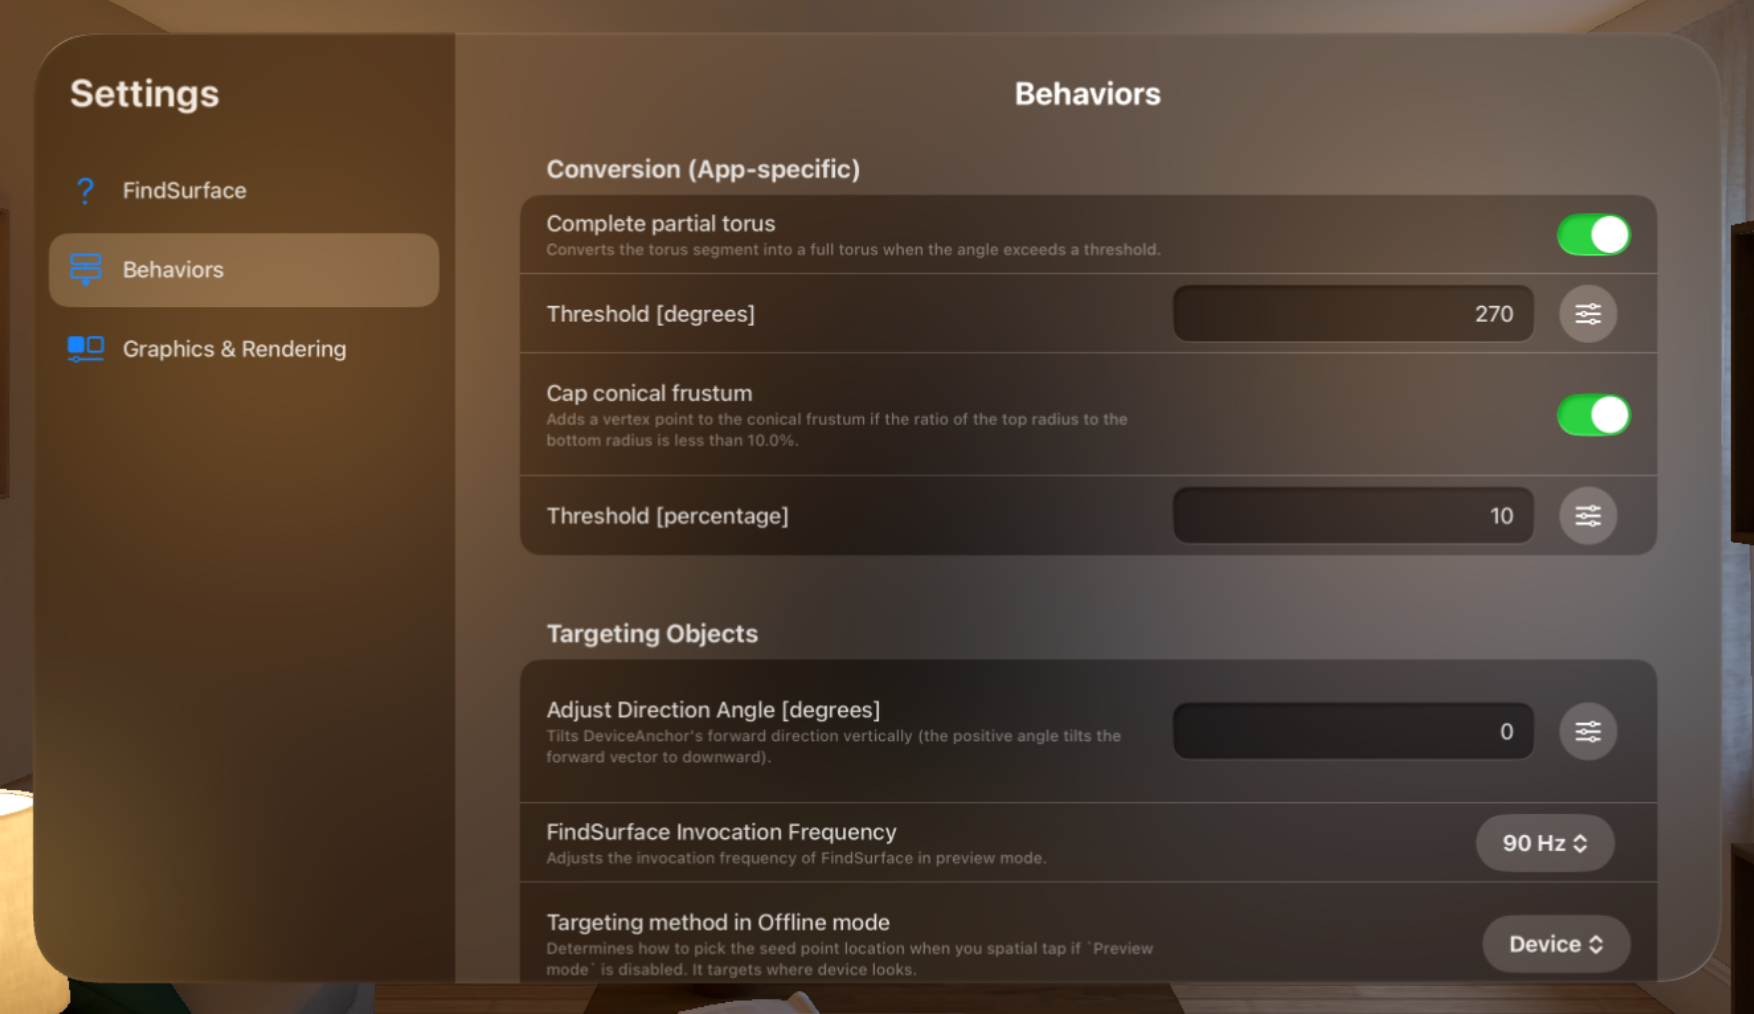 Settings
FindSurface
Behaviors
Graphics & Rendering
Behaviors
Conversion (App-specific)
Complete partial torus
Converts the torus segment into a full torus when the angle exceeds a threshold.
Threshold [degrees]
270
Cap conical frustum
Adds a vertex point to the conical frustum if the ratio of the top radius to the
bottom radius is less than 10.0%.
Threshold [percentage]
10
Targeting Objects
Adjust Direction Angle [degrees]
Tilts DeviceAnchor's forward direction vertically (the positive angle tilts the
forward vector to downward).
0
FindSurface Invocation Frequency
Adjusts the invocation frequency of FindSurface in preview mode.
90 Hz
Targeting method in Offline mode
Determines how to pick the seed point location when you spatial tap if `Preview
mode` is disabled. It targets where device looks.
Device